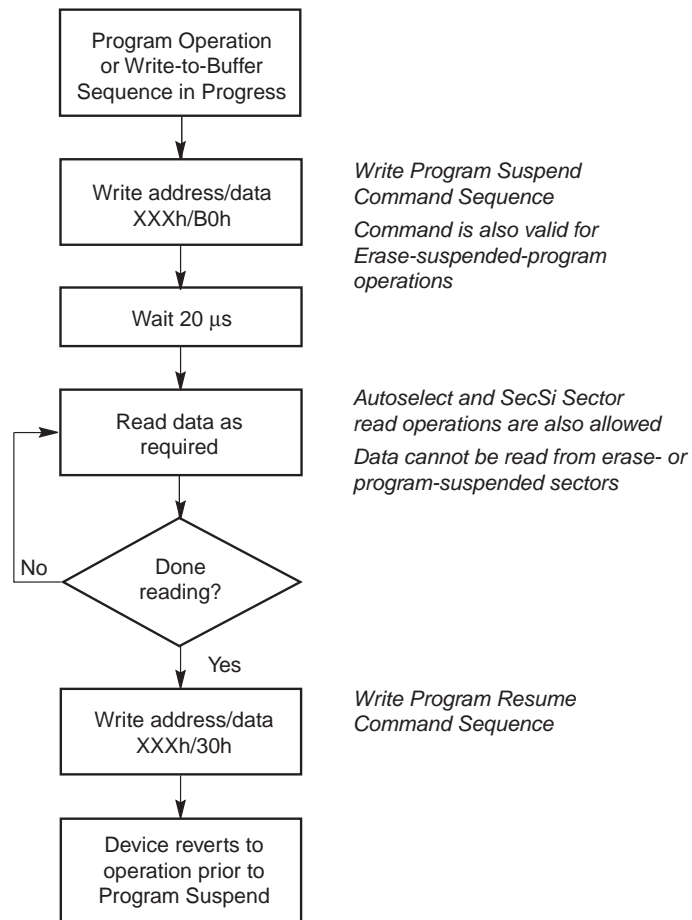 Program Operation
or Write-to-Buffer
Sequence in Progress
Write address/data
XXXh/B0h
Write Program Suspend
Command Sequence
Command is also valid for
Erase-suspended-program
operations
Wait 20 μs
Read data as
required
Autoselect and SecSi Sector
read operations are also allowed
Data cannot be read from erase- or
program-suspended sectors
No
Done
reading?
Yes
Write address/data
XXXh/30h
Write Program Resume
Command Sequence
Device reverts to
operation prior to
Program Suspend